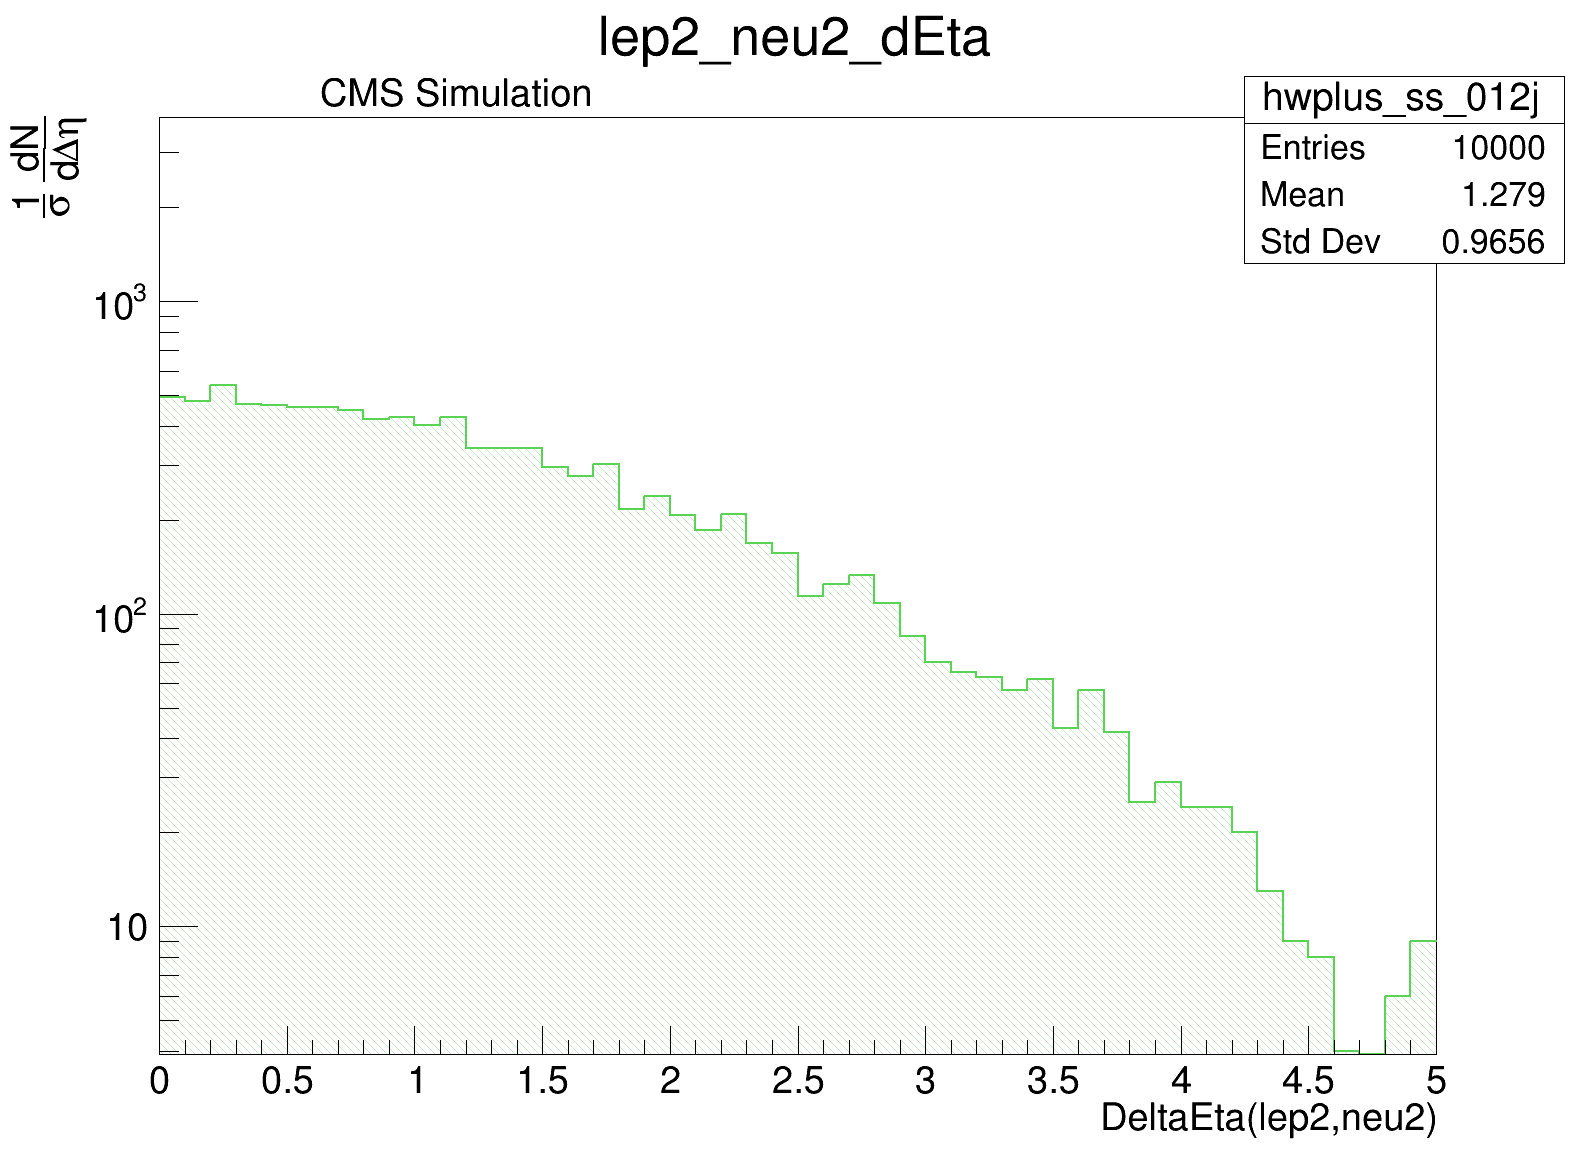 lep2_neu2_dEta
CMS Simulation
hwplus_ss_012j
Entries 10000
Mean 1.279
Std Dev 0.9656
1/σ dN/dΔη
10³
10²
10
0 0.5 1 1.5 2 2.5 3 3.5 4 4.5 5
DeltaEta(lep2,neu2)